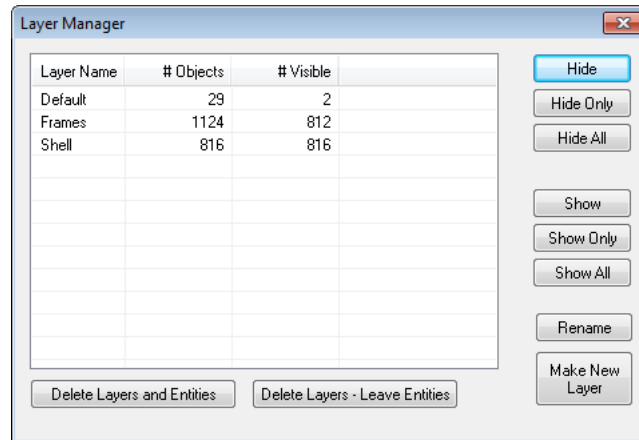 Layer Manager
Layer Name # Objects # Visible
Default 29 2
Frames 1124 812
Shell 816 816
Hide
Hide Only
Hide All
Show
Show Only
Show All
Rename
Make New
Layer
Delete Layers and Entities
Delete Layers - Leave Entities